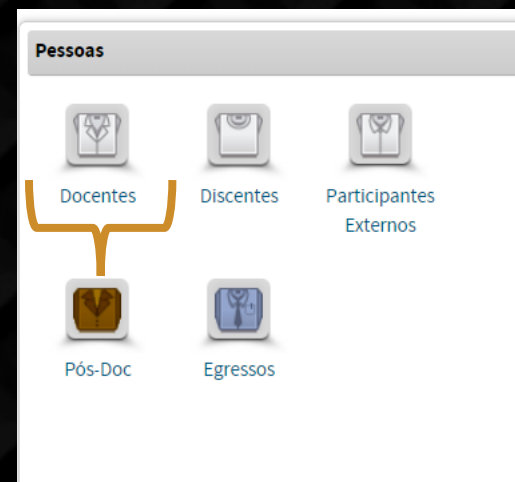 Pessoas
Docentes
Discentes
Participantes
Externos
Pós-Doc
Egressos